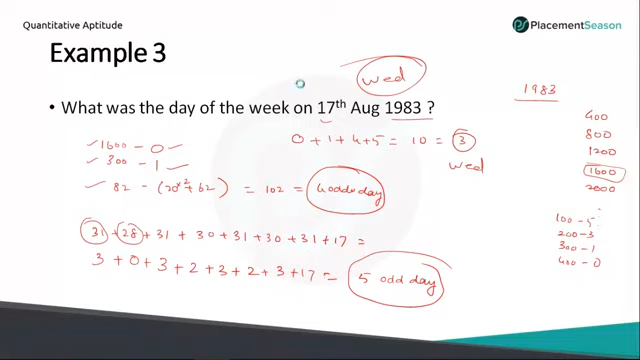 Quantitative Aptitude
PlacementSeason
Example 3
wed
1983
• What was the day of the week on 17th Aug 1983 ?
400
800
1200
1600
2000
0 + 1 + 4 + 5 = 10 = 3
wed
1600 - 0
300 - 1
82 - (20×2 + 62) = 102 = 4 odd day
100 - 5
200 - 3
300 - 1
400 - 0
31 + 28 + 31 + 30 + 31 + 30 + 31 + 17 =
3 + 0 + 3 + 2 + 3 + 2 + 3 + 17 = 5 odd day